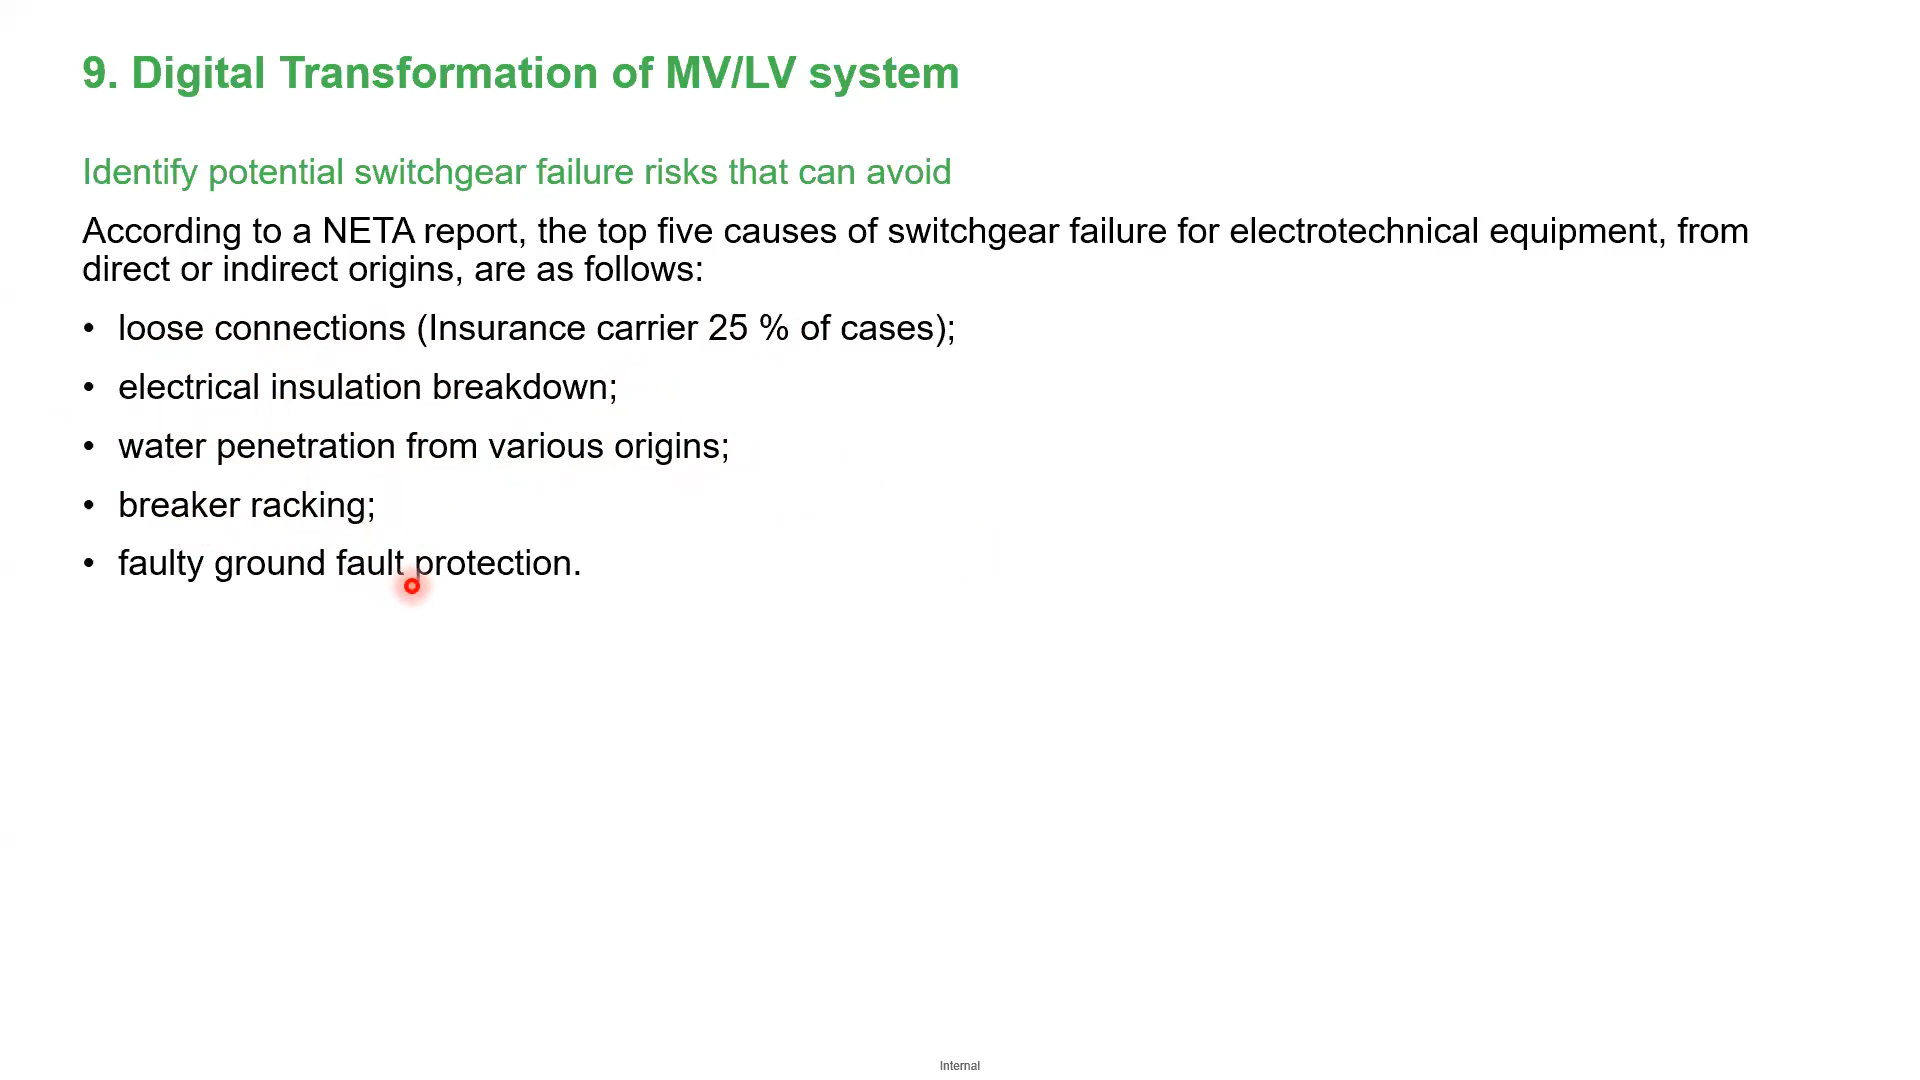 9. Digital Transformation of MV/LV system
Identify potential switchgear failure risks that can avoid
According to a NETA report, the top five causes of switchgear failure for electrotechnical equipment, from
direct or indirect origins, are as follows:
• loose connections (Insurance carrier 25 % of cases);
• electrical insulation breakdown;
• water penetration from various origins;
• breaker racking;
• faulty ground fault protection.
Internal